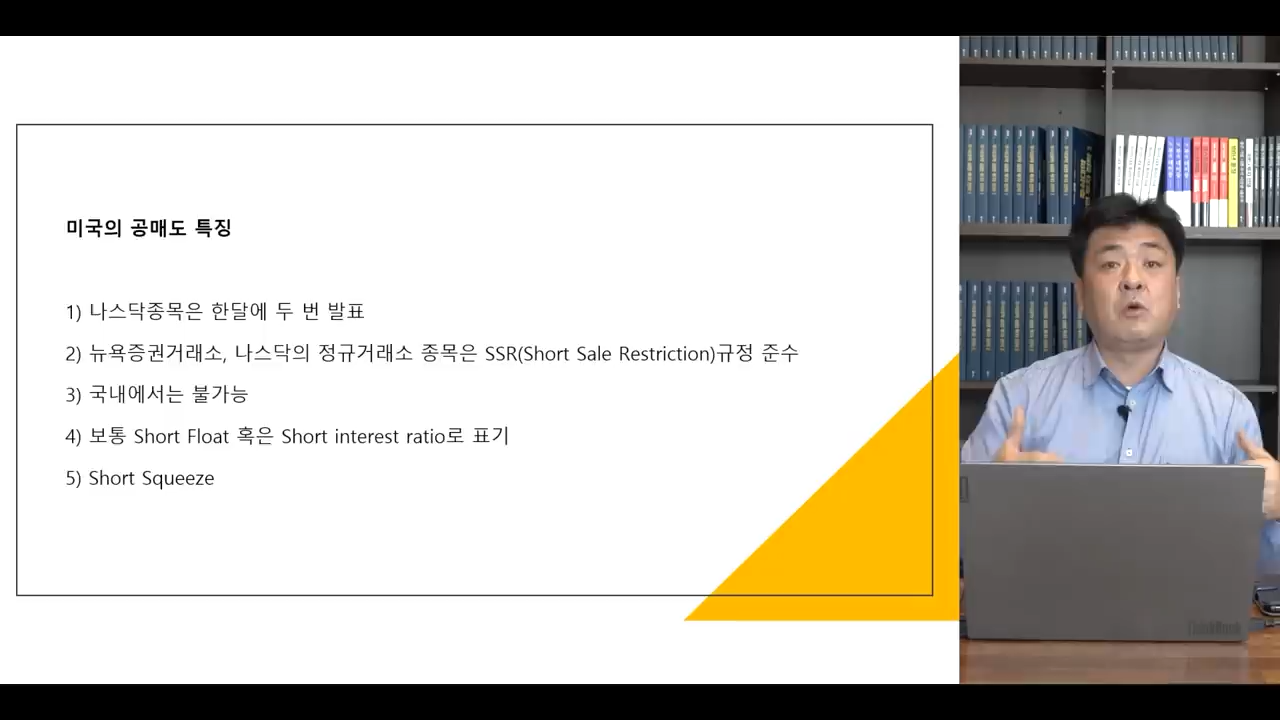 미국의 공매도 특징
1) 나스닥종목은 한달에 두 번 발표
2) 뉴욕증권거래소, 나스닥의 정규거래소 종목은 SSR(Short Sale Restriction)규정 준수
3) 국내에서는 불가능
4) 보통 Short Float 혹은 Short interest ratio로 표기
5) Short Squeeze
ThinkBook